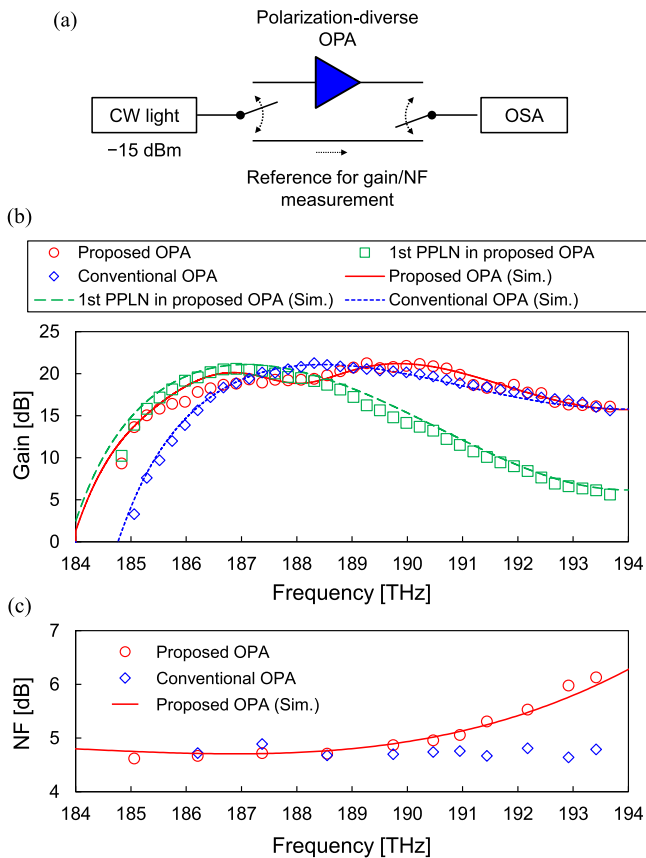 (a)
Polarization-diverse
OPA
CW light
OSA
−15 dBm
Reference for gain/NF
measurement
(b)
Proposed OPA
1st PPLN in proposed OPA
Conventional OPA
Proposed OPA (Sim.)
1st PPLN in proposed OPA (Sim.)
Conventional OPA (Sim.)
25
20
15
10
5
0
Gain [dB]
184 185 186 187 188 189 190 191 192 193 194
Frequency [THz]
(c)
7
6
5
4
NF [dB]
Proposed OPA
Conventional OPA
Proposed OPA (Sim.)
184 185 186 187 188 189 190 191 192 193 194
Frequency [THz]